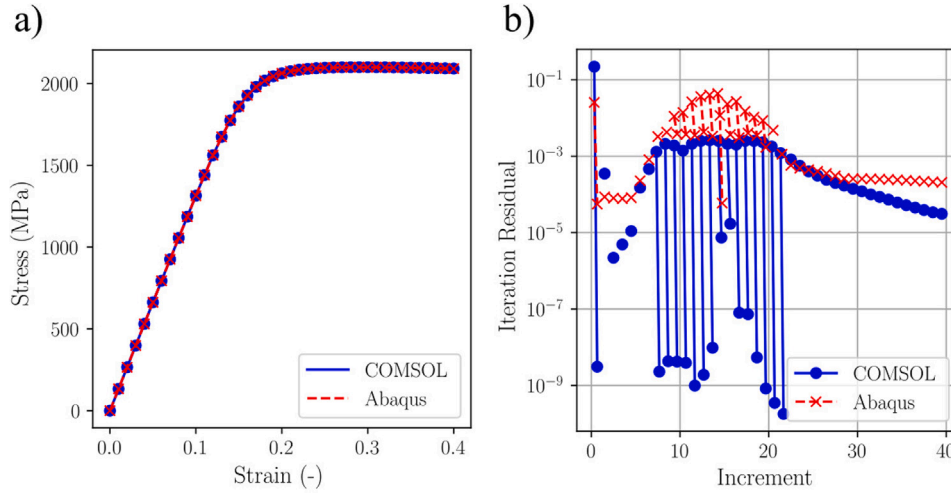 a)
2000
1500
1000
500
0
Stress (MPa)
0.0 0.1 0.2 0.3 0.4
Strain (-)
COMSOL
Abaqus
b)
10⁻¹
10⁻³
10⁻⁵
10⁻⁷
10⁻⁹
Iteration Residual
0 10 20 30 40
Increment
COMSOL
Abaqus